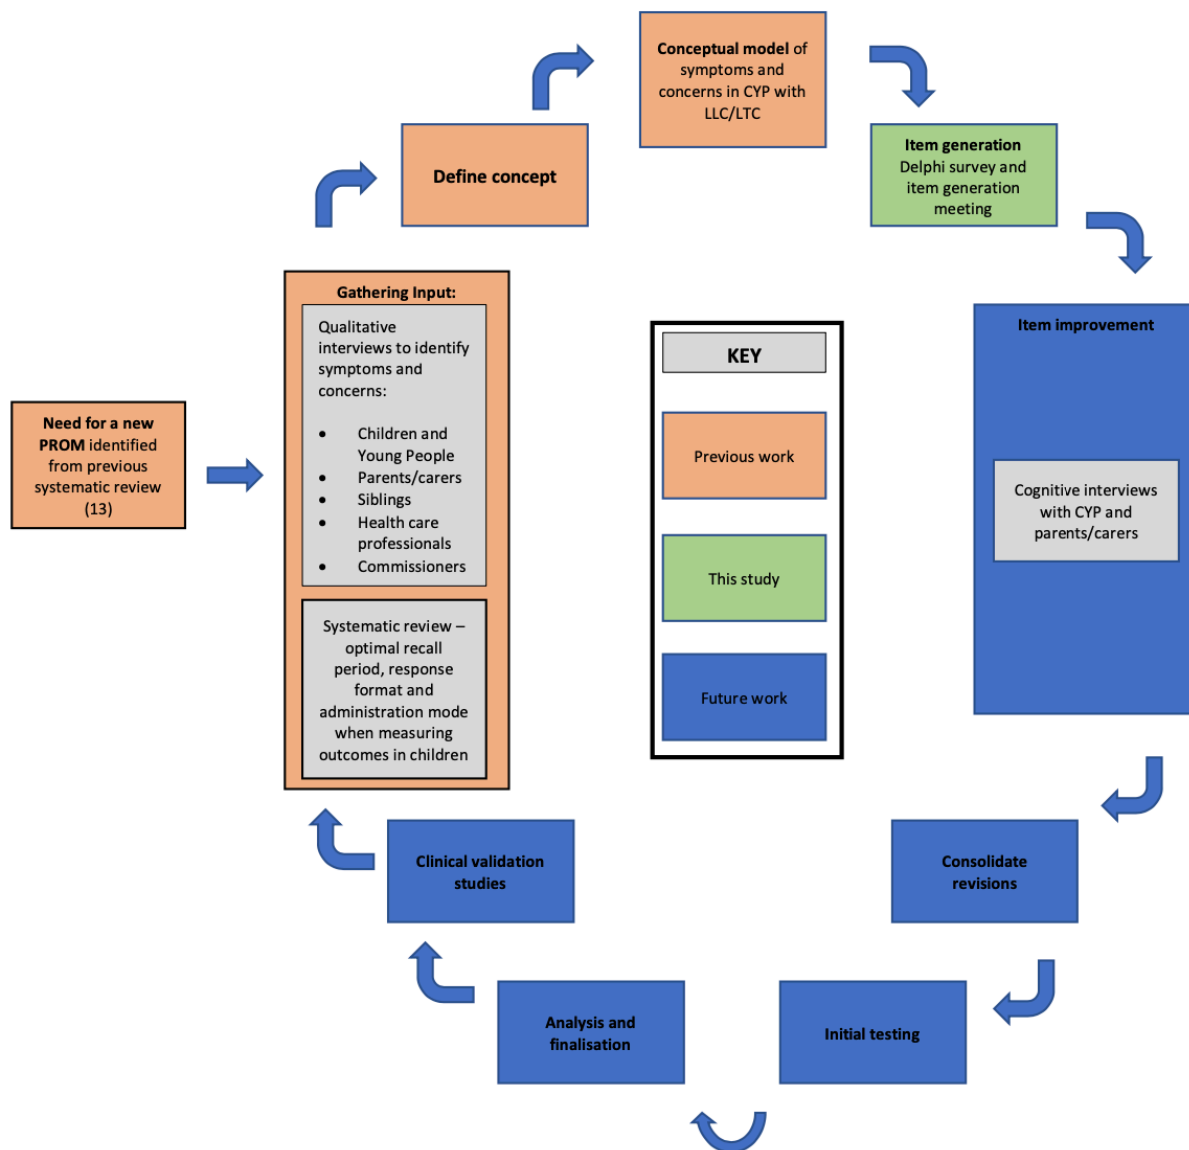 Need for a new
PROM identified
from previous
systematic review
(13)
Gathering Input:
Qualitative
interviews to identify
symptoms and
concerns:
• Children and
Young People
• Parents/carers
• Siblings
• Health care
professionals
• Commissioners
Systematic review –
optimal recall
period, response
format and
administration mode
when measuring
outcomes in children
Define concept
Conceptual model of
symptoms and
concerns in CYP with
LLC/LTC
Item generation
Delphi survey and
item generation
meeting
Item improvement
Cognitive interviews
with CYP and
parents/carers
Consolidate
revisions
Initial testing
Analysis and
finalisation
Clinical validation
studies
KEY
Previous work
This study
Future work